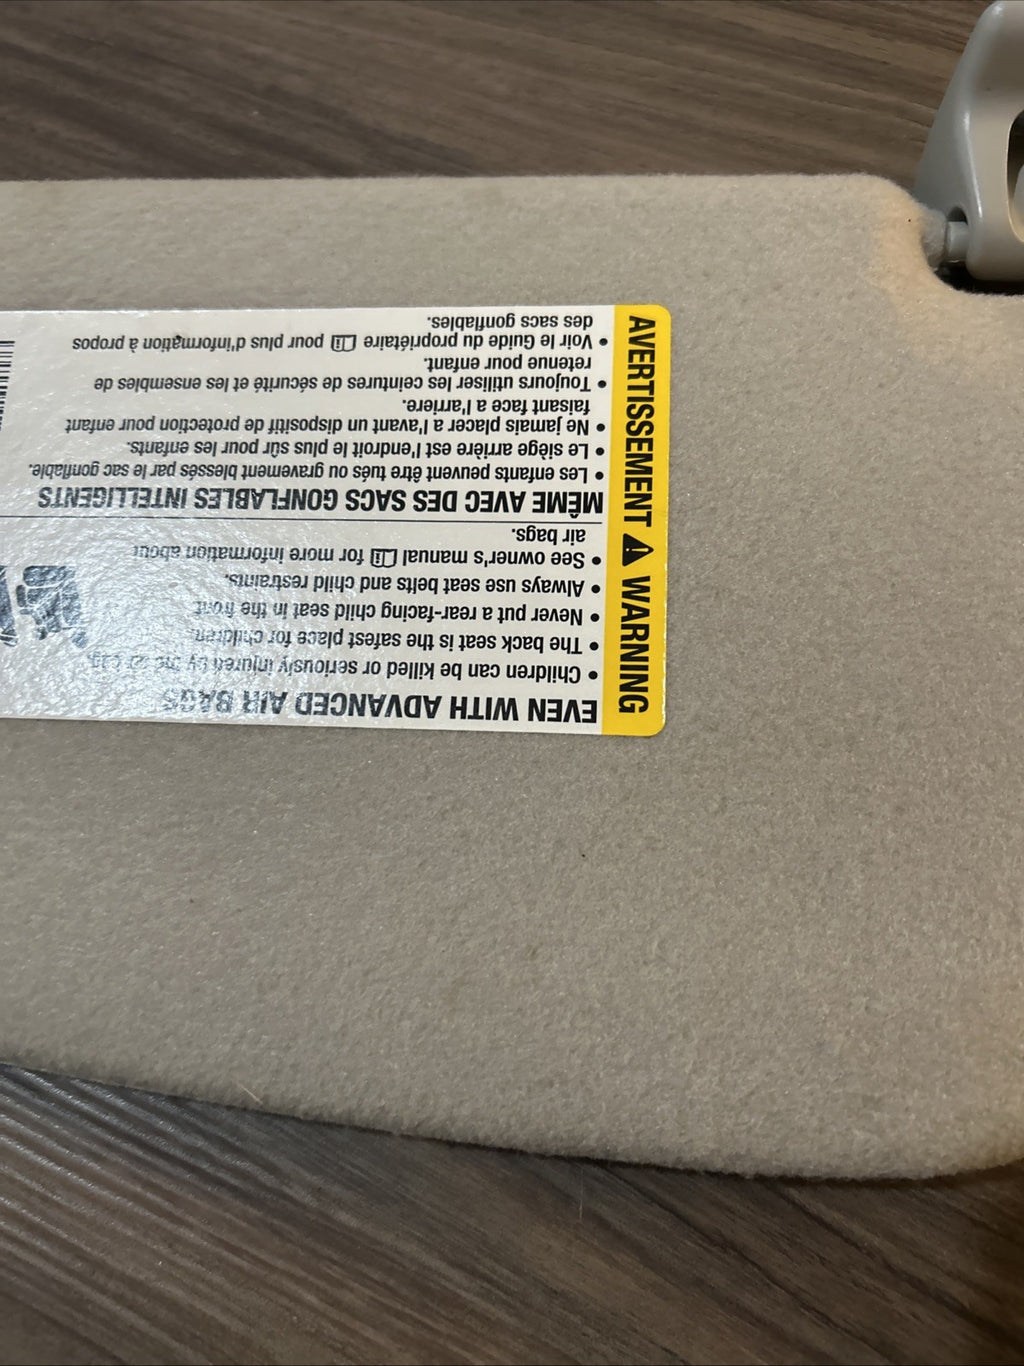 AVERTISSEMENT ⚠ WARNING
EVEN WITH ADVANCED AIR BAGS
• Children can be killed or seriously injured by the air bag.
• The back seat is the safest place for children.
• Never put a rear-facing child seat in the front.
• Always use seat belts and child restraints.
• See owner's manual for more information about
air bags.
MÊME AVEC DES SACS GONFLABLES INTELLIGENTS
• Les enfants peuvent être tués ou gravement blessés par le sac gonflable.
• Le siège arrière est l'endroit le plus sûr pour les enfants.
• Ne jamais placer a l'avant un dispositif de protection pour enfant
faisant face a l'arriere.
• Toujours utiliser les ceintures de sécurité et les ensembles de
retenue pour enfant.
• Voir le Guide du propriétaire pour plus d'information à propos
des sacs gonflables.